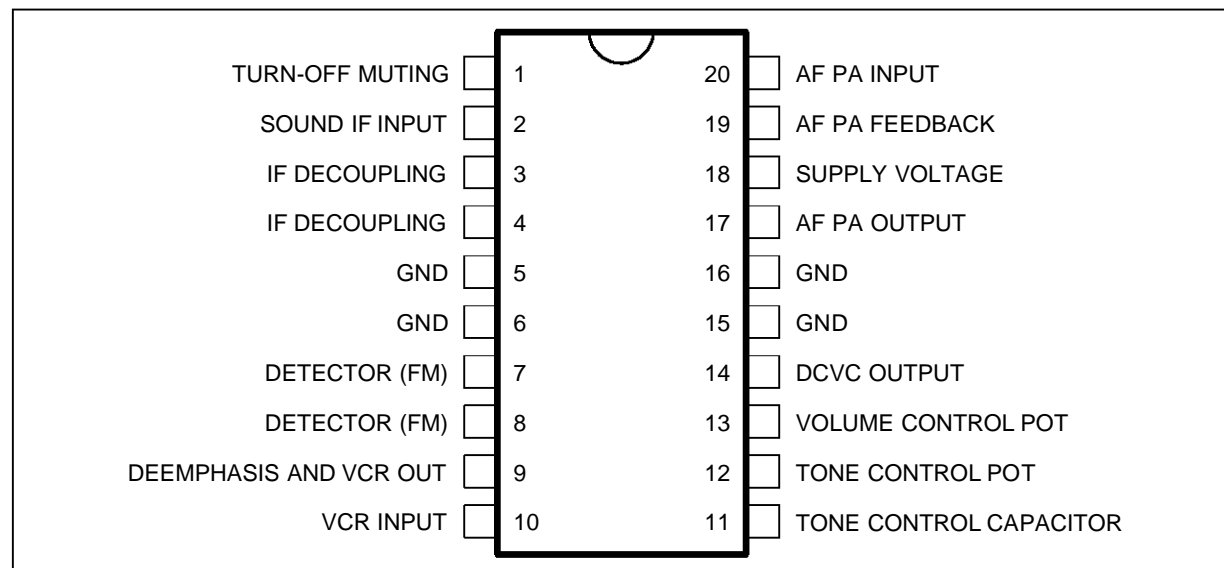 TURN-OFF MUTING 1 20 AF PA INPUT
SOUND IF INPUT 2 19 AF PA FEEDBACK
IF DECOUPLING 3 18 SUPPLY VOLTAGE
IF DECOUPLING 4 17 AF PA OUTPUT
GND 5 16 GND
GND 6 15 GND
DETECTOR (FM) 7 14 DCVC OUTPUT
DETECTOR (FM) 8 13 VOLUME CONTROL POT
DEEMPHASIS AND VCR OUT 9 12 TONE CONTROL POT
VCR INPUT 10 11 TONE CONTROL CAPACITOR